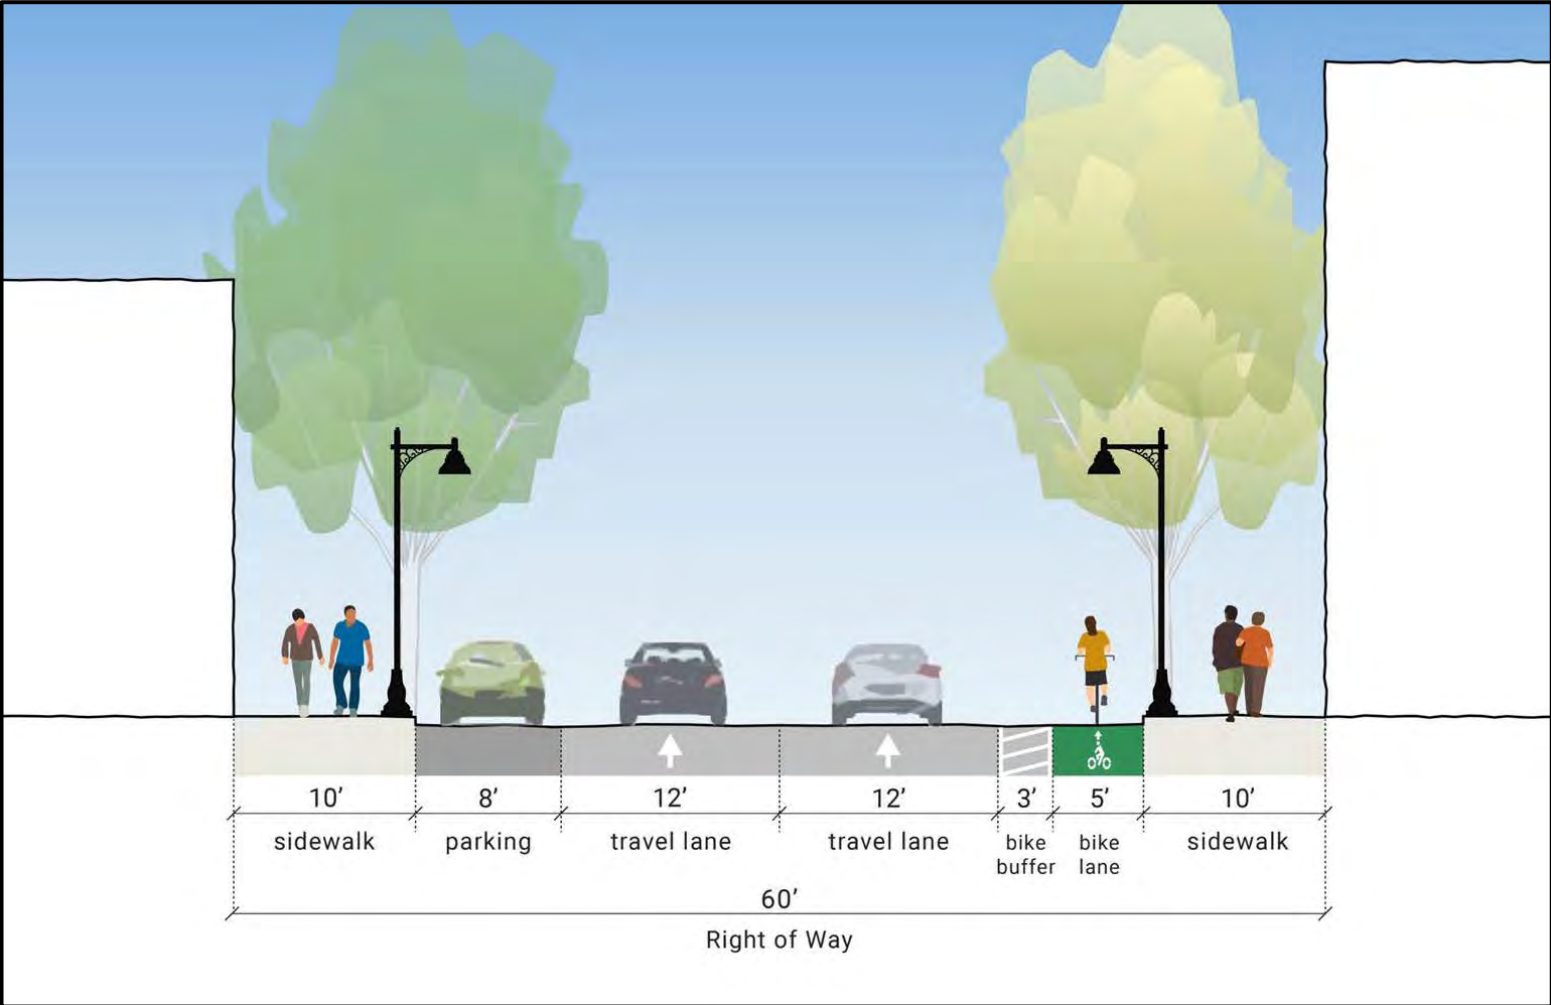 10’ 8’ 12’ 12’ 3’ 5’ 10’
sidewalk parking travel lane travel lane bike buffer bike lane sidewalk
60’
Right of Way